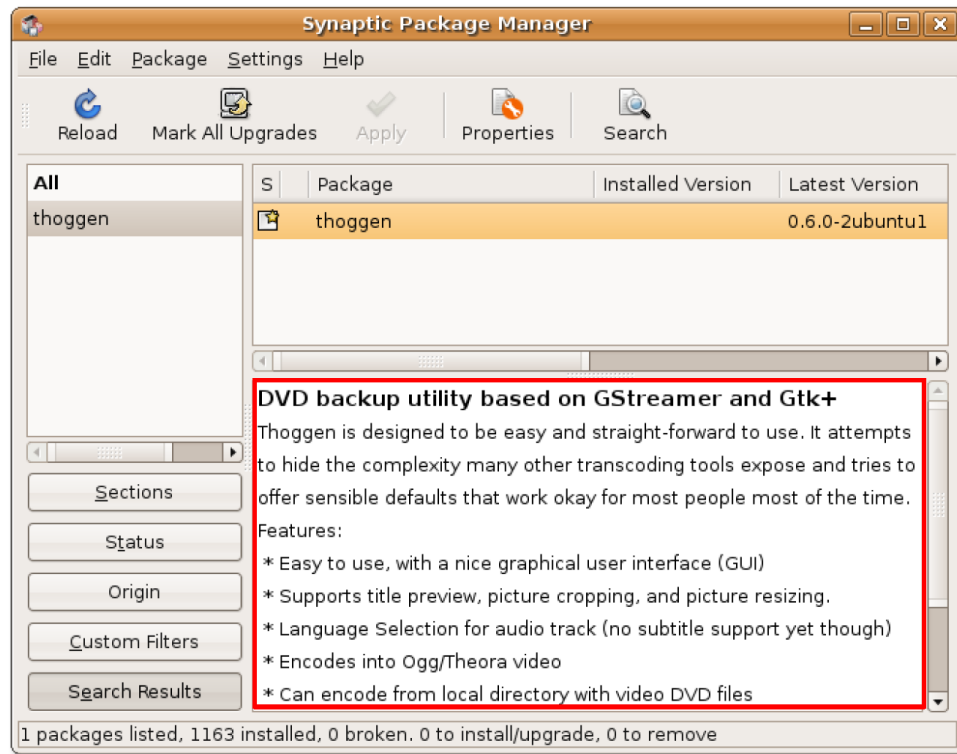 Synaptic Package Manager
File Edit Package Settings Help
Reload Mark All Upgrades Apply Properties Search
All
thoggen
S Package Installed Version Latest Version
thoggen 0.6.0-2ubuntu1
DVD backup utility based on GStreamer and Gtk+
Thoggen is designed to be easy and straight-forward to use. It attempts
to hide the complexity many other transcoding tools expose and tries to
offer sensible defaults that work okay for most people most of the time.
Features:
* Easy to use, with a nice graphical user interface (GUI)
* Supports title preview, picture cropping, and picture resizing.
* Language Selection for audio track (no subtitle support yet though)
* Encodes into Ogg/Theora video
* Can encode from local directory with video DVD files
Sections
Status
Origin
Custom Filters
Search Results
1 packages listed, 1163 installed, 0 broken. 0 to install/upgrade, 0 to remove